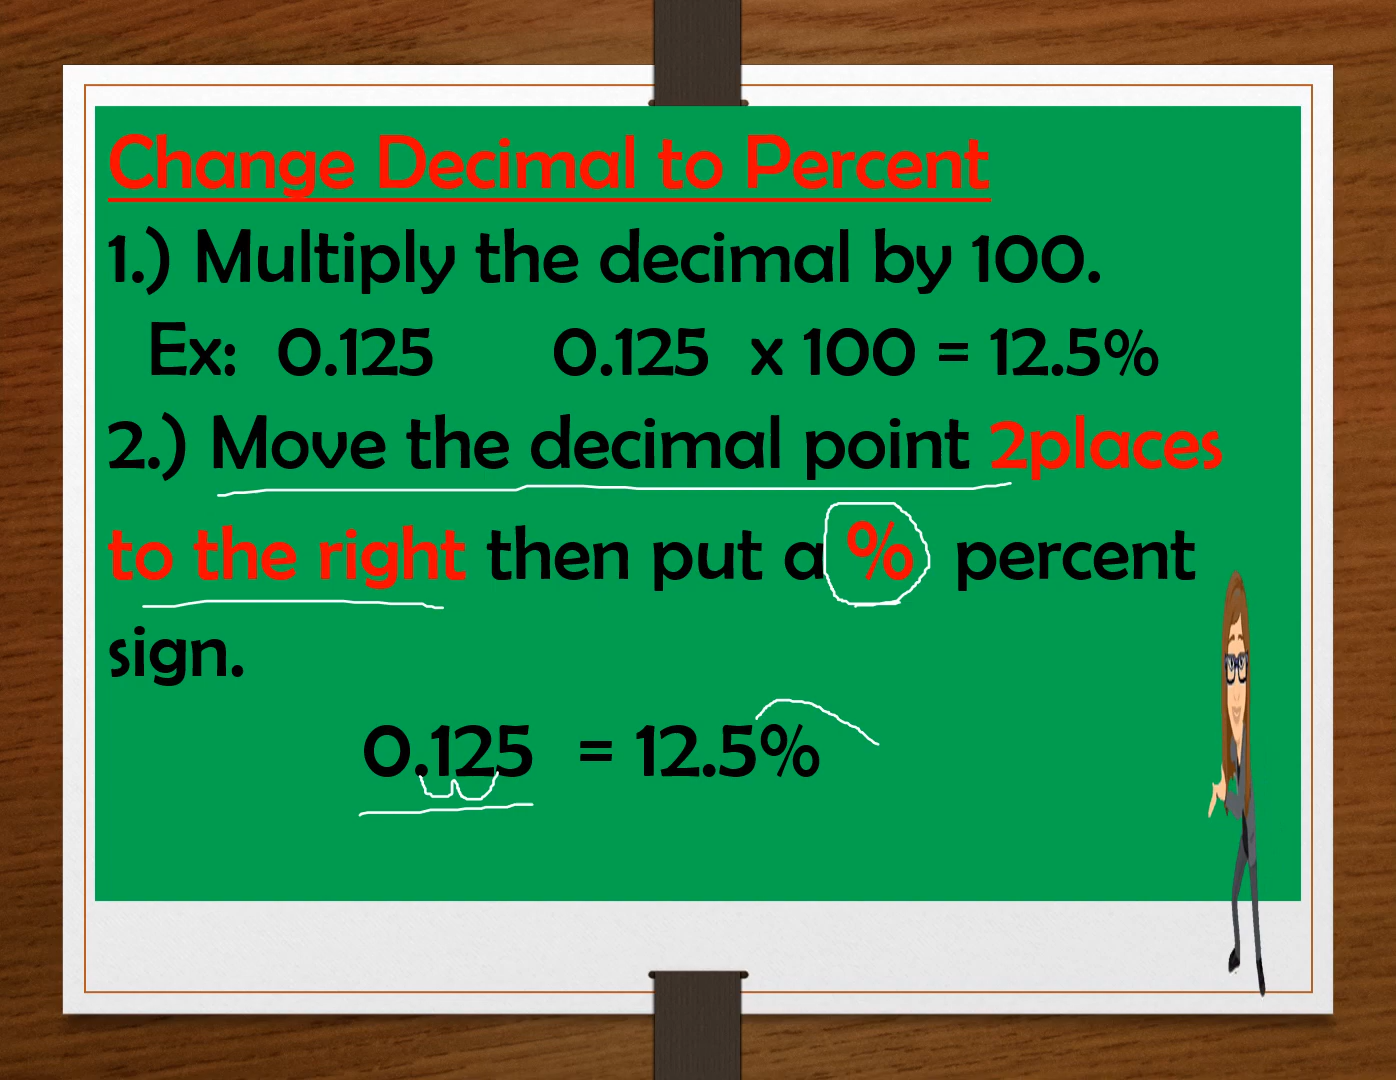 Change Decimal to Percent
1.) Multiply the decimal by 100.
Ex: 0.125 0.125 x 100 = 12.5%
2.) Move the decimal point 2places
to the right then put a % percent
sign.
0.125 = 12.5%